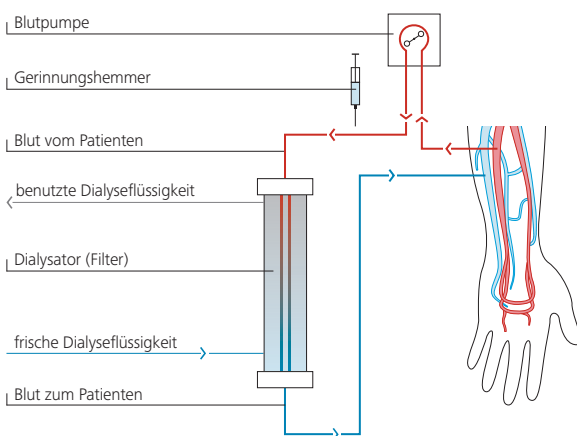 Blutpumpe
Gerinnungshemmer
Blut vom Patienten
benutzte Dialyseflüssigkeit
Dialysator (Filter)
frische Dialyseflüssigkeit
Blut zum Patienten